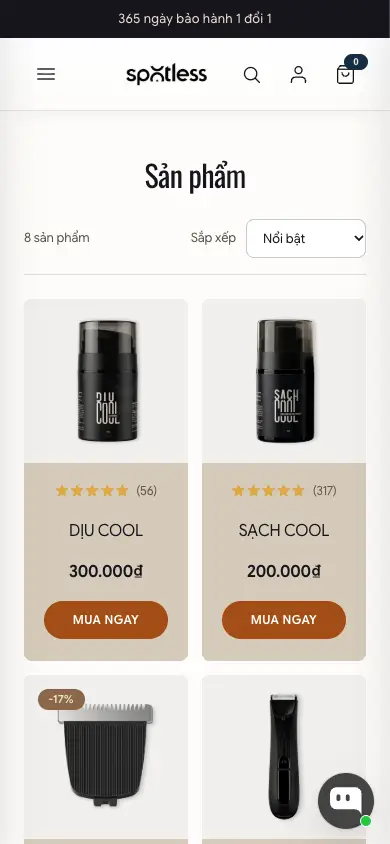 365 ngày bảo hành 1 đổi 1
spotless
0
Sản phẩm
8 sản phẩm
Sắp xếp
Nổi bật
DỊU
COOL
SẠCH
COOL
(56)
(317)
DỊU COOL
SẠCH COOL
300.000₫
200.000₫
MUA NGAY
MUA NGAY
-17%